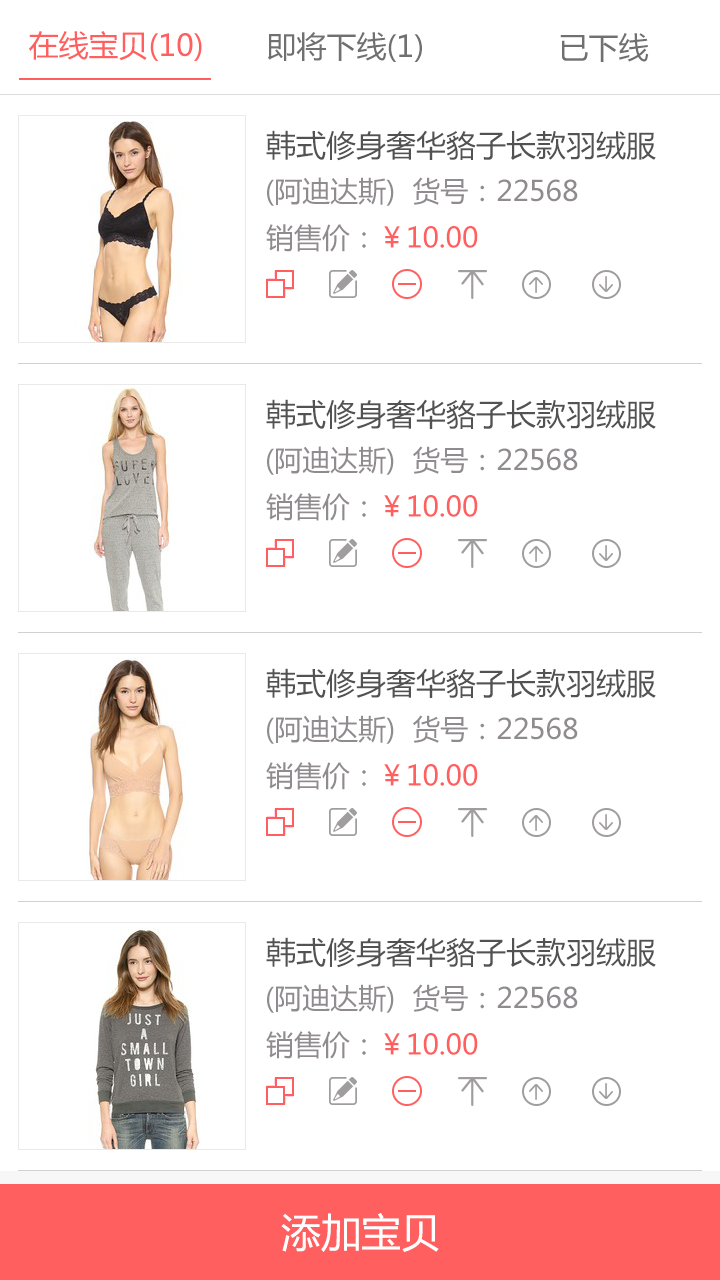 在线宝贝(10) 即将下线(1) 已下线
韩式修身奢华貉子长款羽绒服
(阿迪达斯) 货号：22568
销售价：￥10.00
韩式修身奢华貉子长款羽绒服
(阿迪达斯) 货号：22568
SUPER
LOVE
销售价：￥10.00
韩式修身奢华貉子长款羽绒服
(阿迪达斯) 货号：22568
销售价：￥10.00
韩式修身奢华貉子长款羽绒服
(阿迪达斯) 货号：22568
销售价：￥10.00
JUST
A
SMALL
TOWN
GIRL
添加宝贝